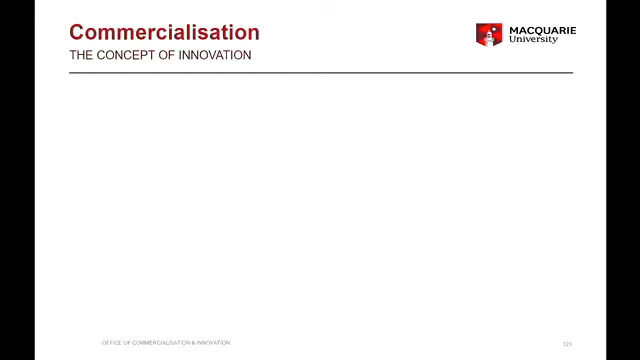 Commercialisation
THE CONCEPT OF INNOVATION
MACQUARIE
University
OFFICE OF COMMERCIALISATION & INNOVATION
121